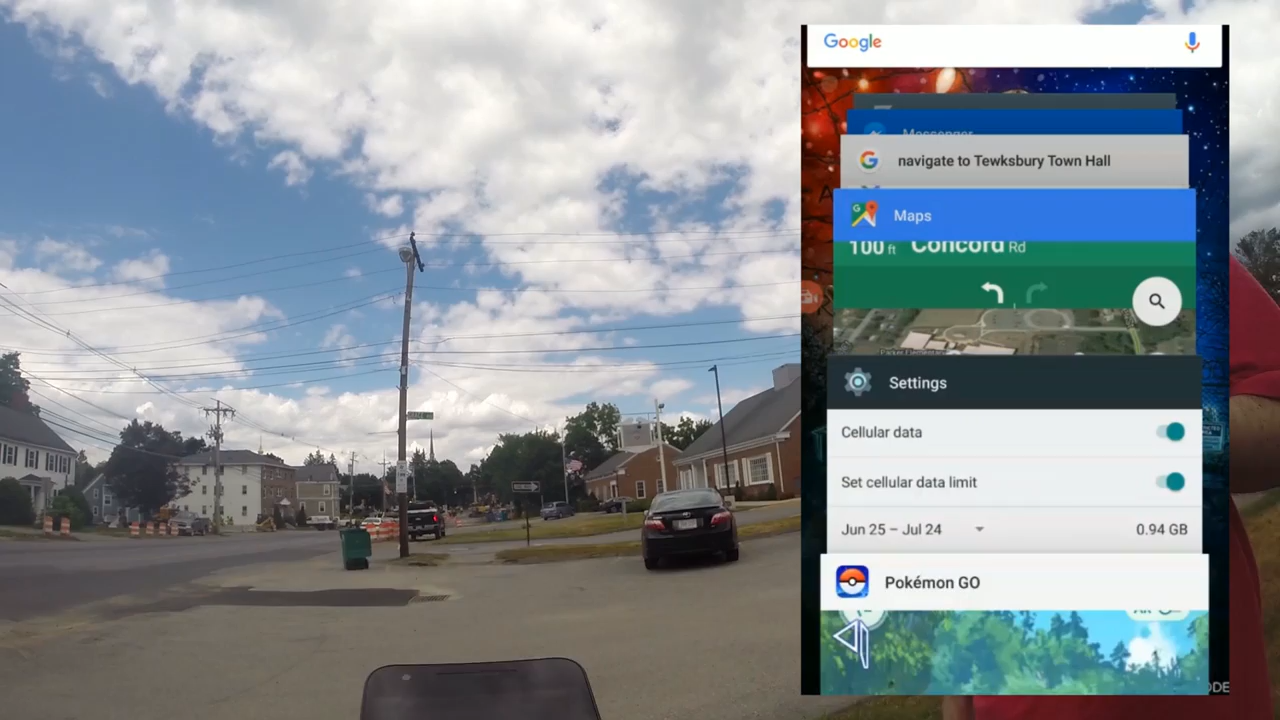 Google
Messenger
navigate to Tewksbury Town Hall
Maps
100 ft Concord Rd
Settings
Cellular data
Set cellular data limit
Jun 25 – Jul 24
0.94 GB
Pokémon GO